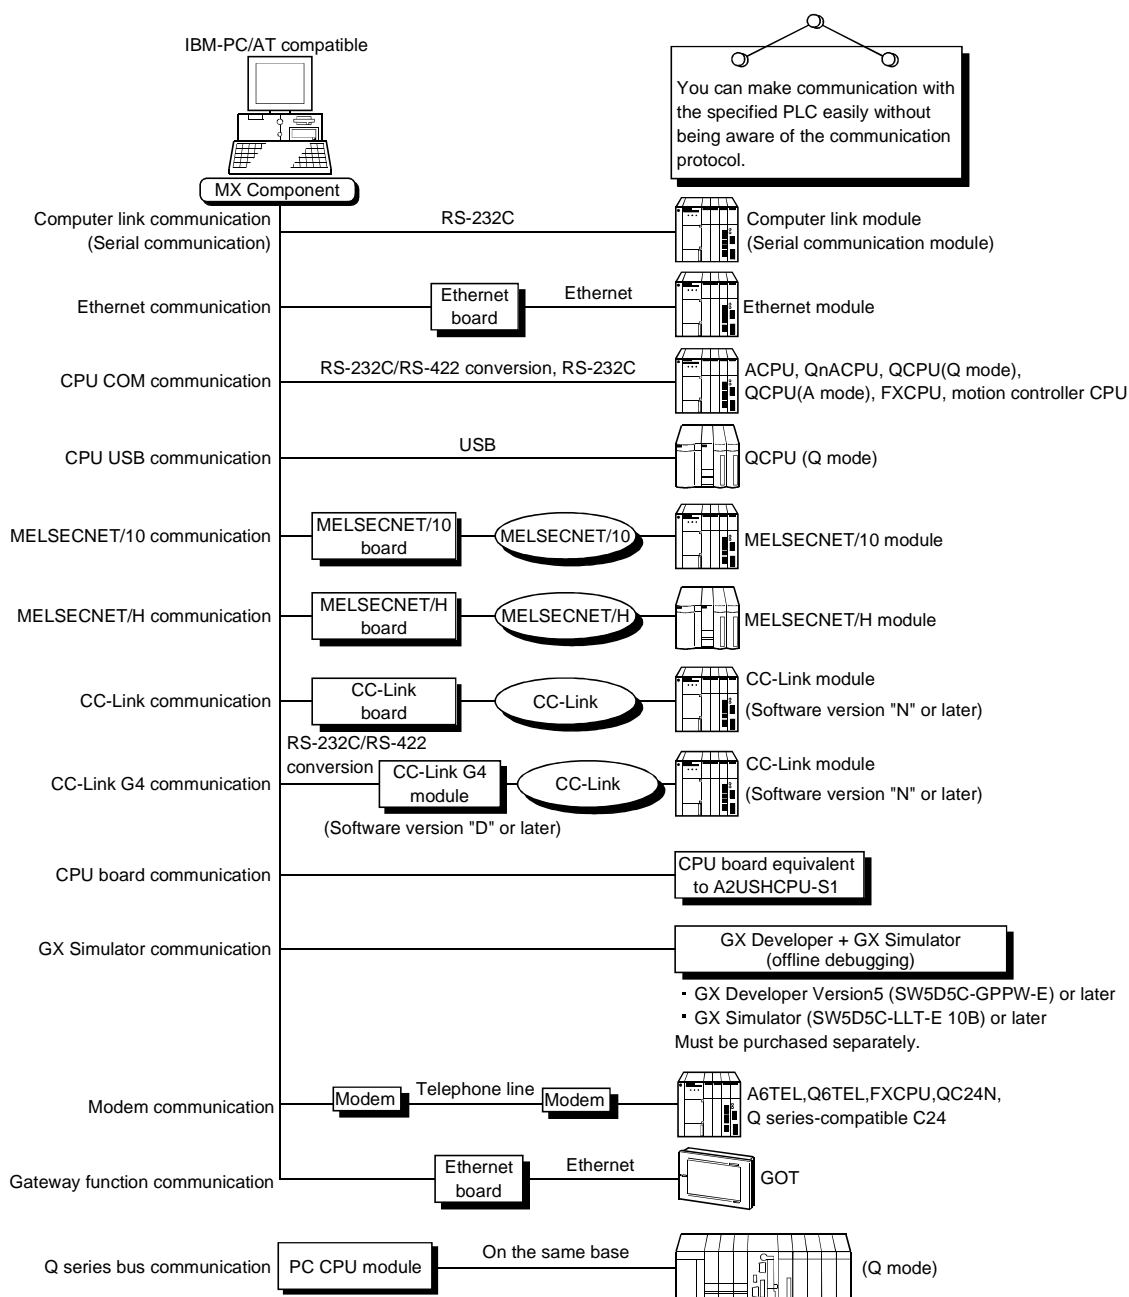 IBM-PC/AT compatible
You can make communication with
the specified PLC easily without
being aware of the communication
protocol.
MX Component
Computer link communication
(Serial communication)
RS-232C
Computer link module
(Serial communication module)
Ethernet communication
Ethernet
board
Ethernet
Ethernet module
CPU COM communication
RS-232C/RS-422 conversion, RS-232C
ACPU, QnACPU, QCPU(Q mode),
QCPU(A mode), FXCPU, motion controller CPU
CPU USB communication
USB
QCPU (Q mode)
MELSECNET/10 communication
MELSECNET/10
board
MELSECNET/10
MELSECNET/10 module
MELSECNET/H communication
MELSECNET/H
board
MELSECNET/H
MELSECNET/H module
CC-Link communication
CC-Link
board
CC-Link
CC-Link module
(Software version "N" or later)
CC-Link G4 communication
RS-232C/RS-422
conversion
CC-Link G4
module
(Software version "D" or later)
CC-Link
CC-Link module
(Software version "N" or later)
CPU board communication
CPU board equivalent
to A2USHCPU-S1
GX Simulator communication
GX Developer + GX Simulator
(offline debugging)
· GX Developer Version5 (SW5D5C-GPPW-E) or later
· GX Simulator (SW5D5C-LLT-E 10B) or later
Must be purchased separately.
Modem communication
Modem
Telephone line
Modem
A6TEL,Q6TEL,FXCPU,QC24N,
Q series-compatible C24
Gateway function communication
Ethernet
board
Ethernet
GOT
Q series bus communication
PC CPU module
On the same base
(Q mode)